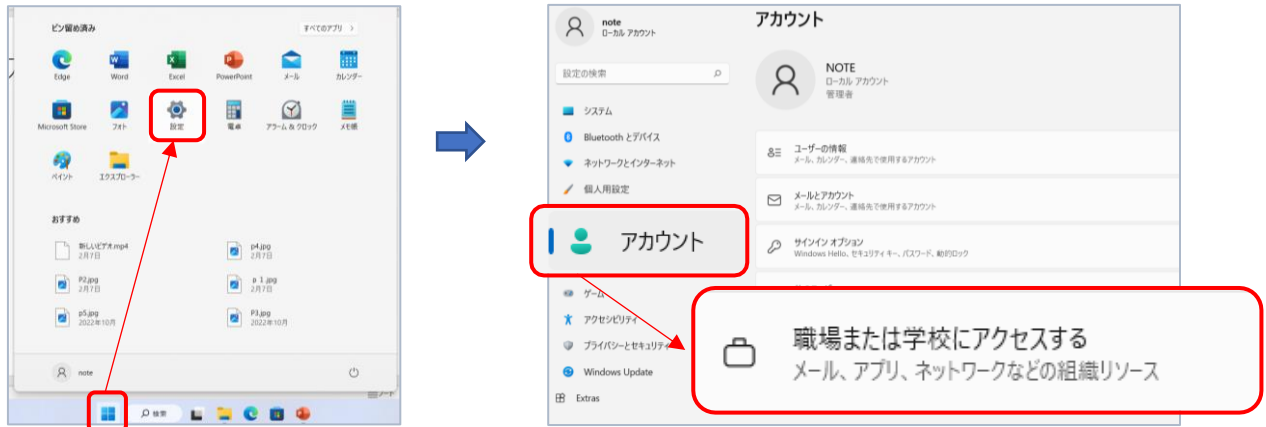 ピン留め済み
すべてのアプリ >
Edge
Word
Excel
PowerPoint
メール
カレンダー
Microsoft Store
フォト
設定
電卓
アラーム & クロック
メモ帳
ペイント
エクスプローラー
おすすめ
新しいビデオ.mp4
2月7日
p4.jpg
2月7日
P2.jpg
2月7日
p 1.jpg
2月7日
p5.jpg
2022年10月
P3.jpg
2022年10月
note
ノート
検索
note
ローカル アカウント
設定の検索
システム
Bluetooth とデバイス
ネットワークとインターネット
個人用設定
アカウント
ゲーム
アクセシビリティ
プライバシーとセキュリティ
Windows Update
Extras
アカウント
NOTE
ローカル アカウント
管理者
ユーザーの情報
メール、カレンダー、連絡先で使用するアカウント
メールとアカウント
メール、カレンダー、連絡先で使用するアカウント
サインイン オプション
Windows Hello、セキュリティ キー、パスワード、動的ロック
職場または学校にアクセスする
メール、アプリ、ネットワークなどの組織リソース